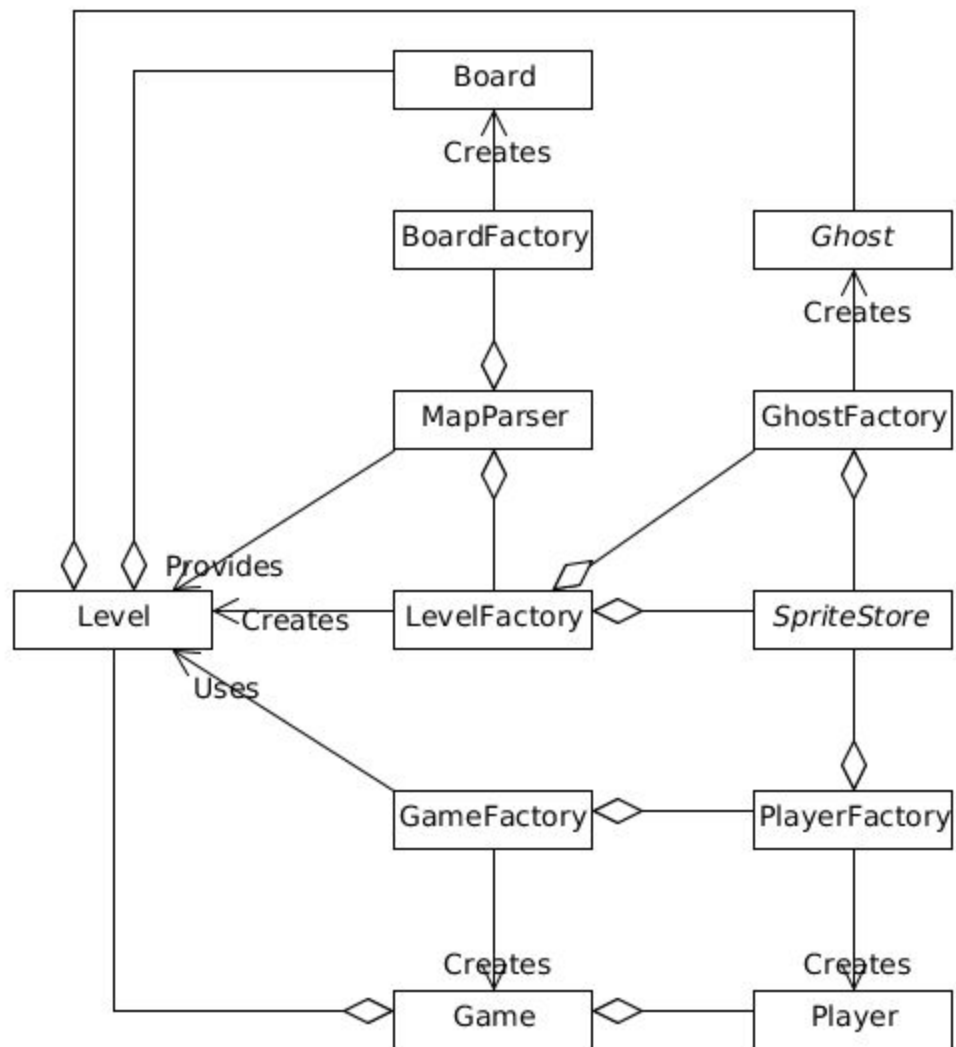 Board
Creates
BoardFactory
Ghost
Creates
MapParser
GhostFactory
Provides
Level
Creates
LevelFactory
SpriteStore
Uses
GameFactory
PlayerFactory
Creates
Creates
Game
Player